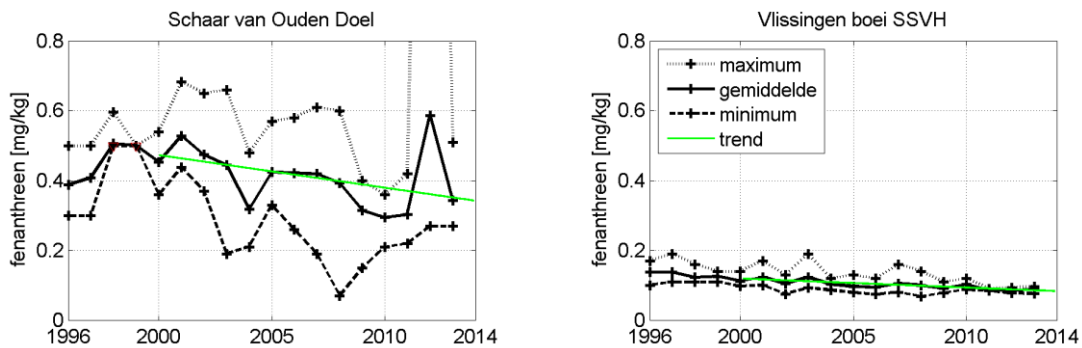 Schaar van Ouden Doel
fenanthreen [mg/kg]
0.8
0.6
0.4
0.2
0
1996 2000 2005 2010 2014
Vlissingen boei SSVH
fenanthreen [mg/kg]
0.8
0.6
0.4
0.2
0
maximum
gemiddelde
minimum
trend
1996 2000 2005 2010 2014